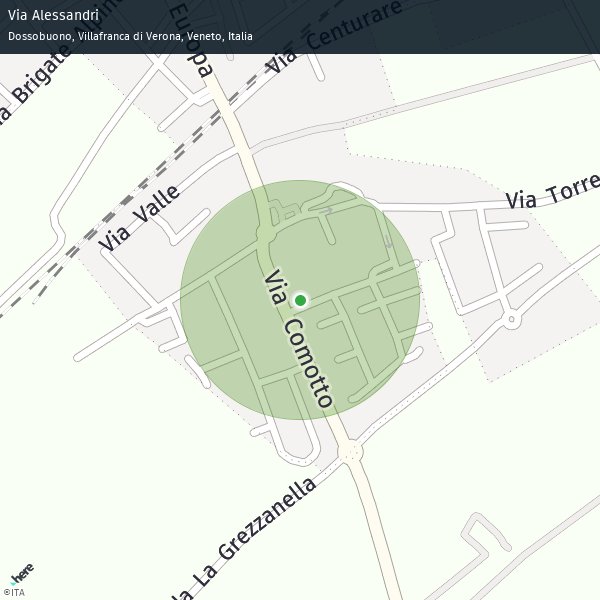 Via Alessandri
Dossobuono, Villafranca di Verona, Veneto, Italia
Europa
Via Centurare
Brigate Alpine
Via Valle
Via Torre
Via Comotto
La Grezzanella
here
©ITA